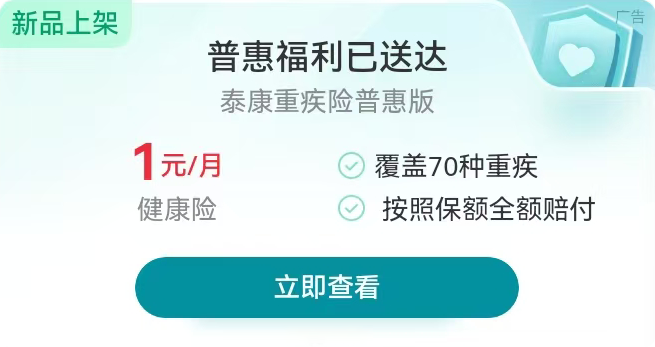 新品上架
广告
普惠福利已送达
泰康重疾险普惠版
1元/月
覆盖70种重疾
健康险
按照保额全额赔付
立即查看